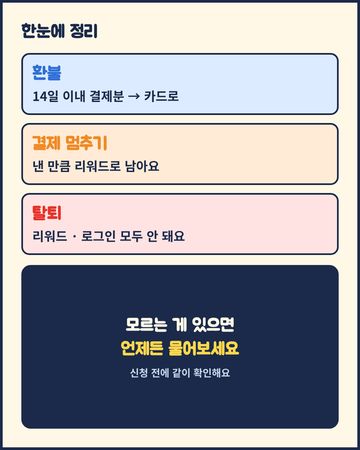 한눈에 정리
환불
14일 이내 결제분 → 카드로
결제 멈추기
낸 만큼 리워드로 남아요
탈퇴
리워드 · 로그인 모두 안 돼요
모르는 게 있으면
언제든 물어보세요
신청 전에 같이 확인해요